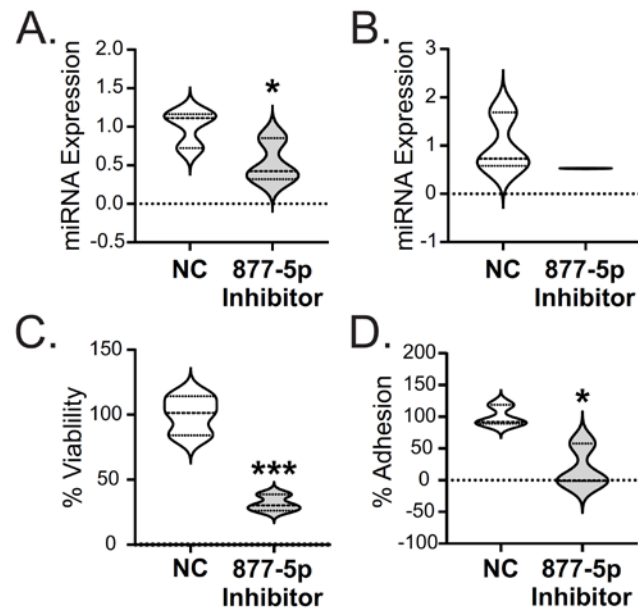 A.
miRNA Expression
2.0
1.5
1.0
0.5
0.0
-0.5
*
NC
877-5p
Inhibitor
B.
miRNA Expression
3
2
1
0
-1
NC
877-5p
Inhibitor
C.
% Viablility
150
100
50
0
***
NC
877-5p
Inhibitor
D.
% Adhesion
200
150
100
50
0
-50
-100
*
NC
877-5p
Inhibitor